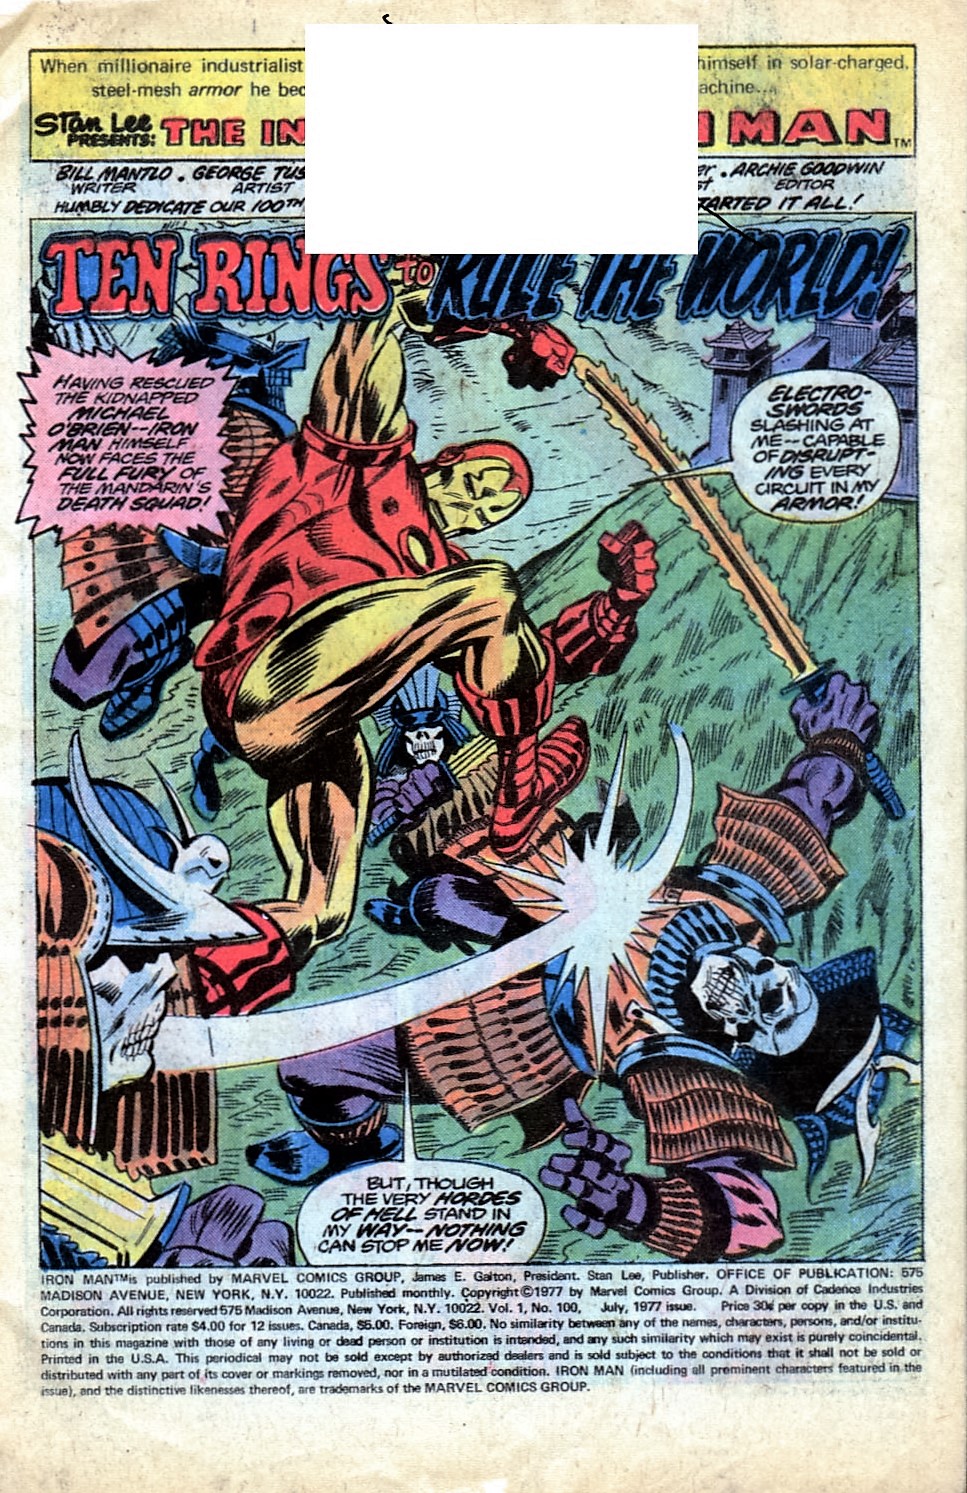 When millionaire industrialist
himself in solar-charged,
steel-mesh armor he bec
achine...
Stan Lee
PRESENTS: THE IN
MAN TM
BILL MANTLO. GEORGE TUS
. ARCHIE GOODWIN
WRITER ARTIST
EDITOR
HUMBLY DEDICATE OUR 100TH
TARTED IT ALL!
TEN RINGS to RULE THE WORLD!
HAVING RESCUED
THE KIDNAPPED
MICHAEL
O'BRIEN--IRON
MAN HIMSELF
NOW FACES THE
FULL FURY OF
THE MANDARIN'S
DEATH SQUAD!
ELECTRO-
SWORDS
SLASHING AT
ME--CAPABLE
OF DISRUPT-
ING EVERY
CIRCUIT IN MY
ARMOR!
BUT, THOUGH
THE VERY HORDES
OF HELL STAND IN
MY WAY--NOTHING
CAN STOP ME NOW!
IRON MAN™ is published by MARVEL COMICS GROUP, James E. Galton, President. Stan Lee, Publisher. OFFICE OF PUBLICATION: 575
MADISON AVENUE, NEW YORK, N.Y. 10022. Published monthly. Copyright ©1977 by Marvel Comics Group. A Division of Cadence Industries
Corporation. All rights reserved 575 Madison Avenue, New York, N.Y. 10022. Vol. 1, No. 100, July, 1977 issue. Price 30¢ per copy in the U.S. and
Canada. Subscription rate $4.00 for 12 issues. Canada, $5.00. Foreign, $6.00. No similarity between any of the names, characters, persons, and/or institu-
tions in this magazine with those of any living or dead person or institution is intended, and any such similarity which may exist is purely coincidental.
Printed in the U.S.A. This periodical may not be sold except by authorized dealers and is sold subject to the conditions that it shall not be sold or
distributed with any part of its cover or markings removed, nor in a mutilated condition. IRON MAN (including all prominent characters featured in the
issue), and the distinctive likenesses thereof, are trademarks of the MARVEL COMICS GROUP.